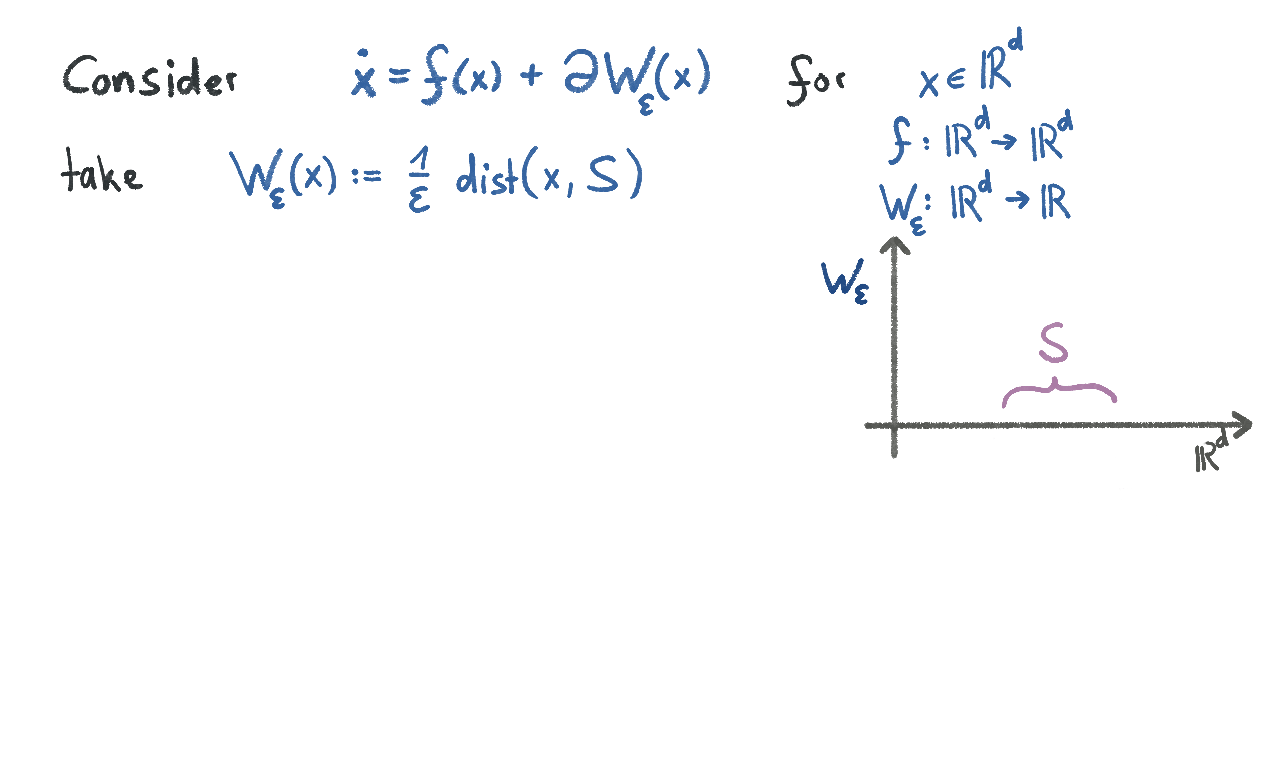 Consider ẋ = f(x) + ∂W_ε(x) for x ∈ ℝ^d
f : ℝ^d → ℝ^d
take W_ε(x) := 1/ε dist(x, S)
W_ε : ℝ^d → ℝ
W_ε
S
ℝ^d